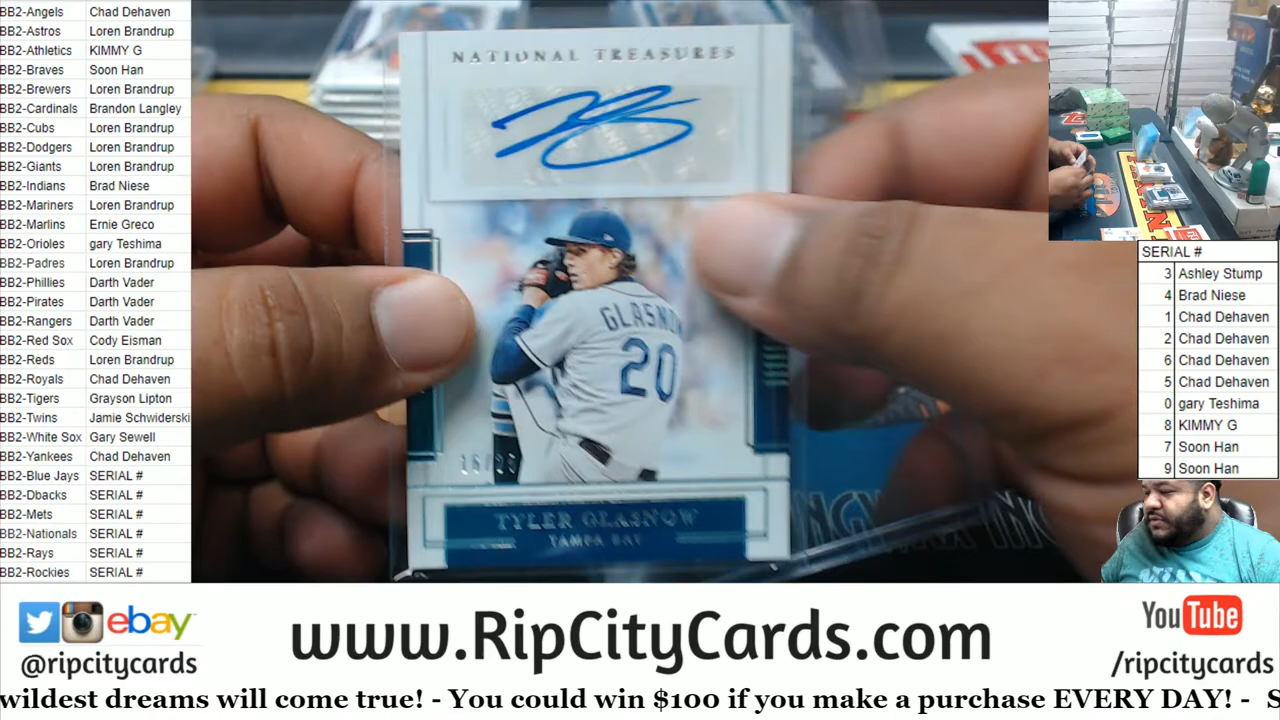 BB2-Angels Chad Dehaven
BB2-Astros Loren Brandrup
BB2-Athletics KIMMY G
BB2-Braves Soon Han
BB2-Brewers Loren Brandrup
BB2-Cardinals Brandon Langley
BB2-Cubs Loren Brandrup
BB2-Dodgers Loren Brandrup
BB2-Giants Loren Brandrup
BB2-Indians Brad Niese
BB2-Mariners Loren Brandrup
BB2-Marlins Ernie Greco
BB2-Orioles gary Teshima
BB2-Padres Loren Brandrup
BB2-Phillies Darth Vader
BB2-Pirates Darth Vader
BB2-Rangers Darth Vader
BB2-Red Sox Cody Eisman
BB2-Reds Loren Brandrup
BB2-Royals Chad Dehaven
BB2-Tigers Grayson Lipton
BB2-Twins Jamie Schwiderski
BB2-White Sox Gary Sewell
BB2-Yankees Chad Dehaven
BB2-Blue Jays SERIAL #
BB2-Dbacks SERIAL #
BB2-Mets SERIAL #
BB2-Nationals SERIAL #
BB2-Rays SERIAL #
BB2-Rockies SERIAL #
NATIONAL TREASURES
GLASNOW
20
TYLER GLASNOW
TAMPA BAY
SERIAL #
3 Ashley Stump
4 Brad Niese
1 Chad Dehaven
2 Chad Dehaven
6 Chad Dehaven
5 Chad Dehaven
0 gary Teshima
8 KIMMY G
7 Soon Han
9 Soon Han
ebay
@ripcitycards
www.RipCityCards.com
YouTube
/ripcitycards
wildest dreams will come true! - You could win $100 if you make a purchase EVERY DAY! - S